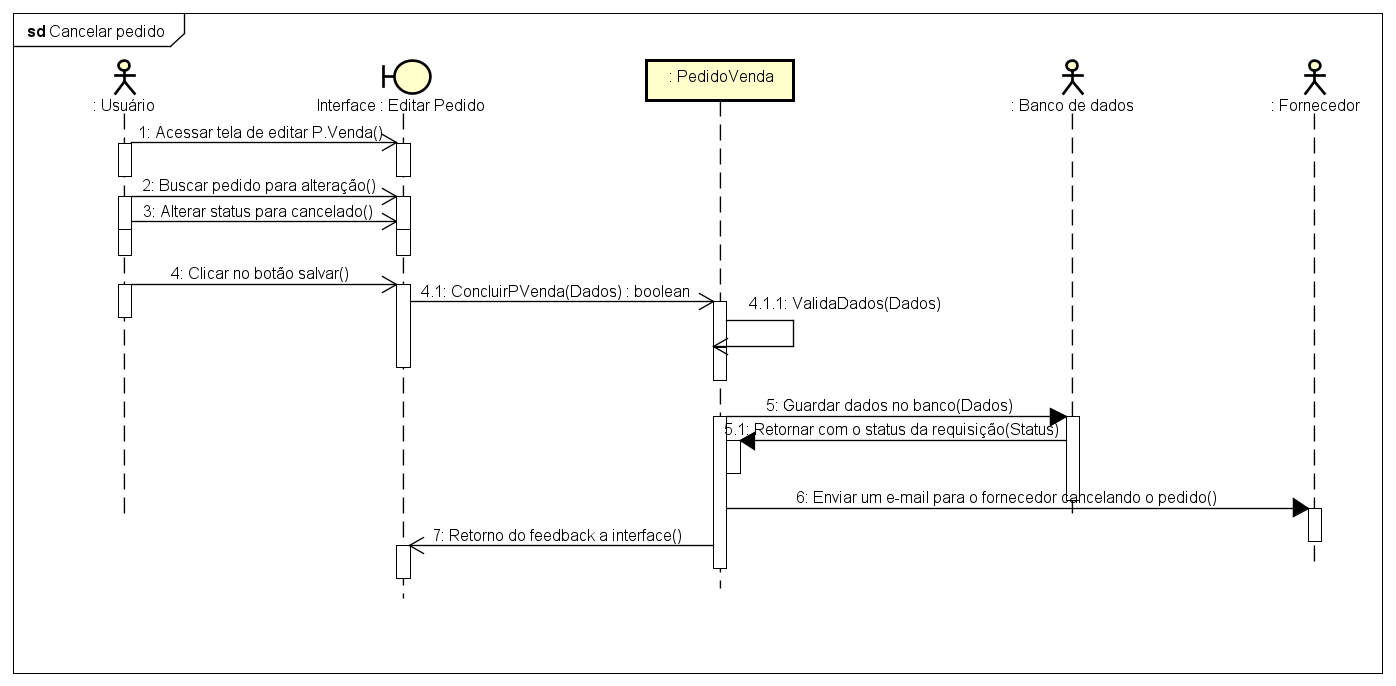 sd Cancelar pedido
: Usuário
Interface : Editar Pedido
: PedidoVenda
: Banco de dados
: Fornecedor
1: Acessar tela de editar P.Venda()
2: Buscar pedido para alteração()
3: Alterar status para cancelado()
4: Clicar no botão salvar()
4.1: ConcluirPVenda(Dados) : boolean
4.1.1: ValidaDados(Dados)
5: Guardar dados no banco(Dados)
5.1: Retornar com o status da requisição(Status)
6: Enviar um e-mail para o fornecedor cancelando o pedido()
7: Retorno do feedback a interface()